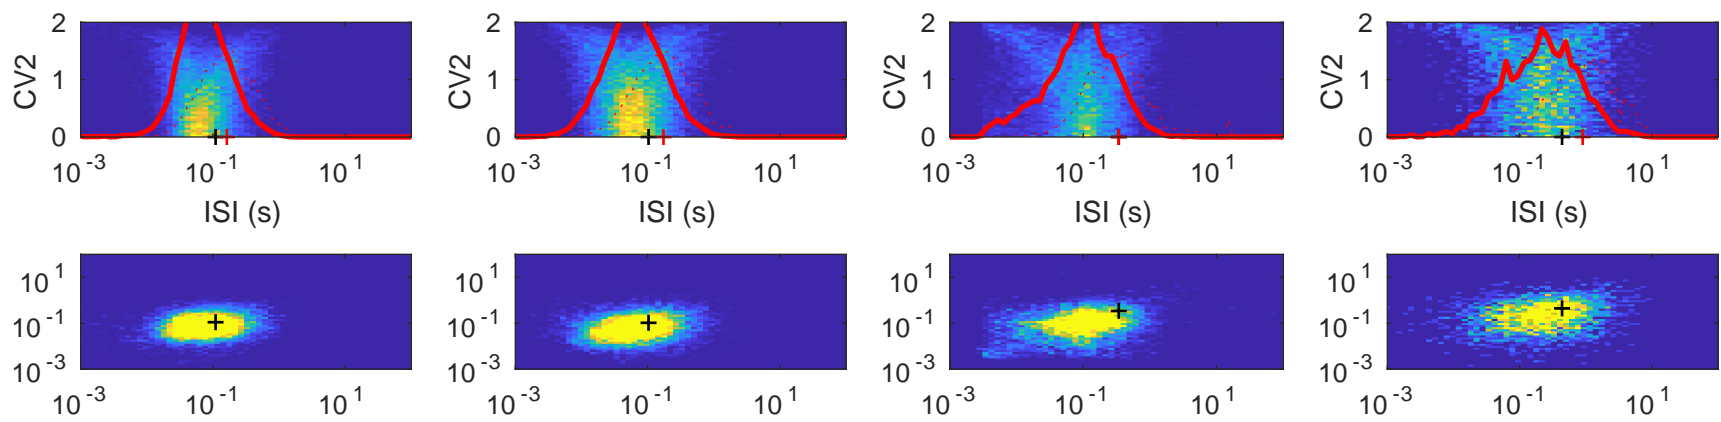 2 2 2 2
CV2 1 CV2 1 CV2 1 CV2 1
0 0 0 0
10^-3 10^-1 10^1 10^-3 10^-1 10^1 10^-3 10^-1 10^1 10^-3 10^-1 10^1
ISI (s) ISI (s) ISI (s) ISI (s)
10^1 10^1 10^1 10^1
10^-1 10^-1 10^-1 10^-1
10^-3 10^-3 10^-3 10^-3
10^-3 10^-1 10^1 10^-3 10^-1 10^1 10^-3 10^-1 10^1 10^-3 10^-1 10^1